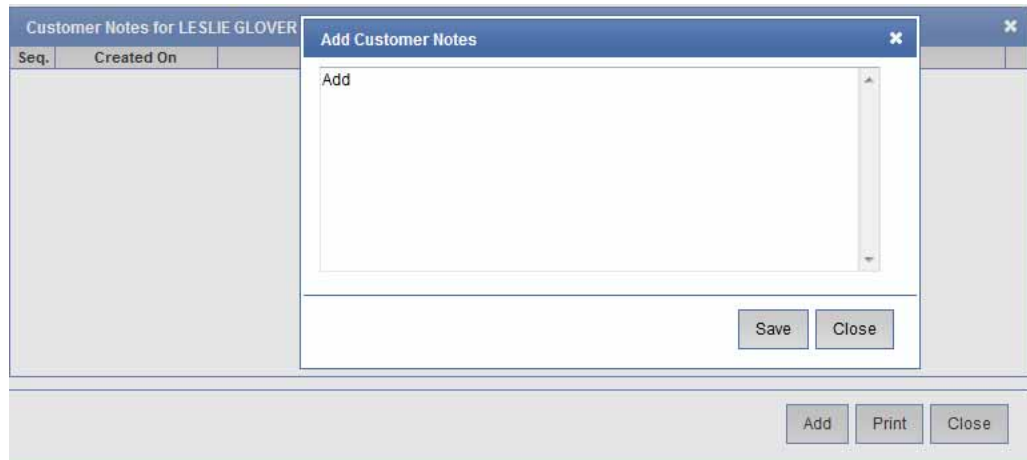 Customer Notes for LESLIE GLOVER
Seq. Created On
Add Customer Notes
Add
Save Close
Add Print Close